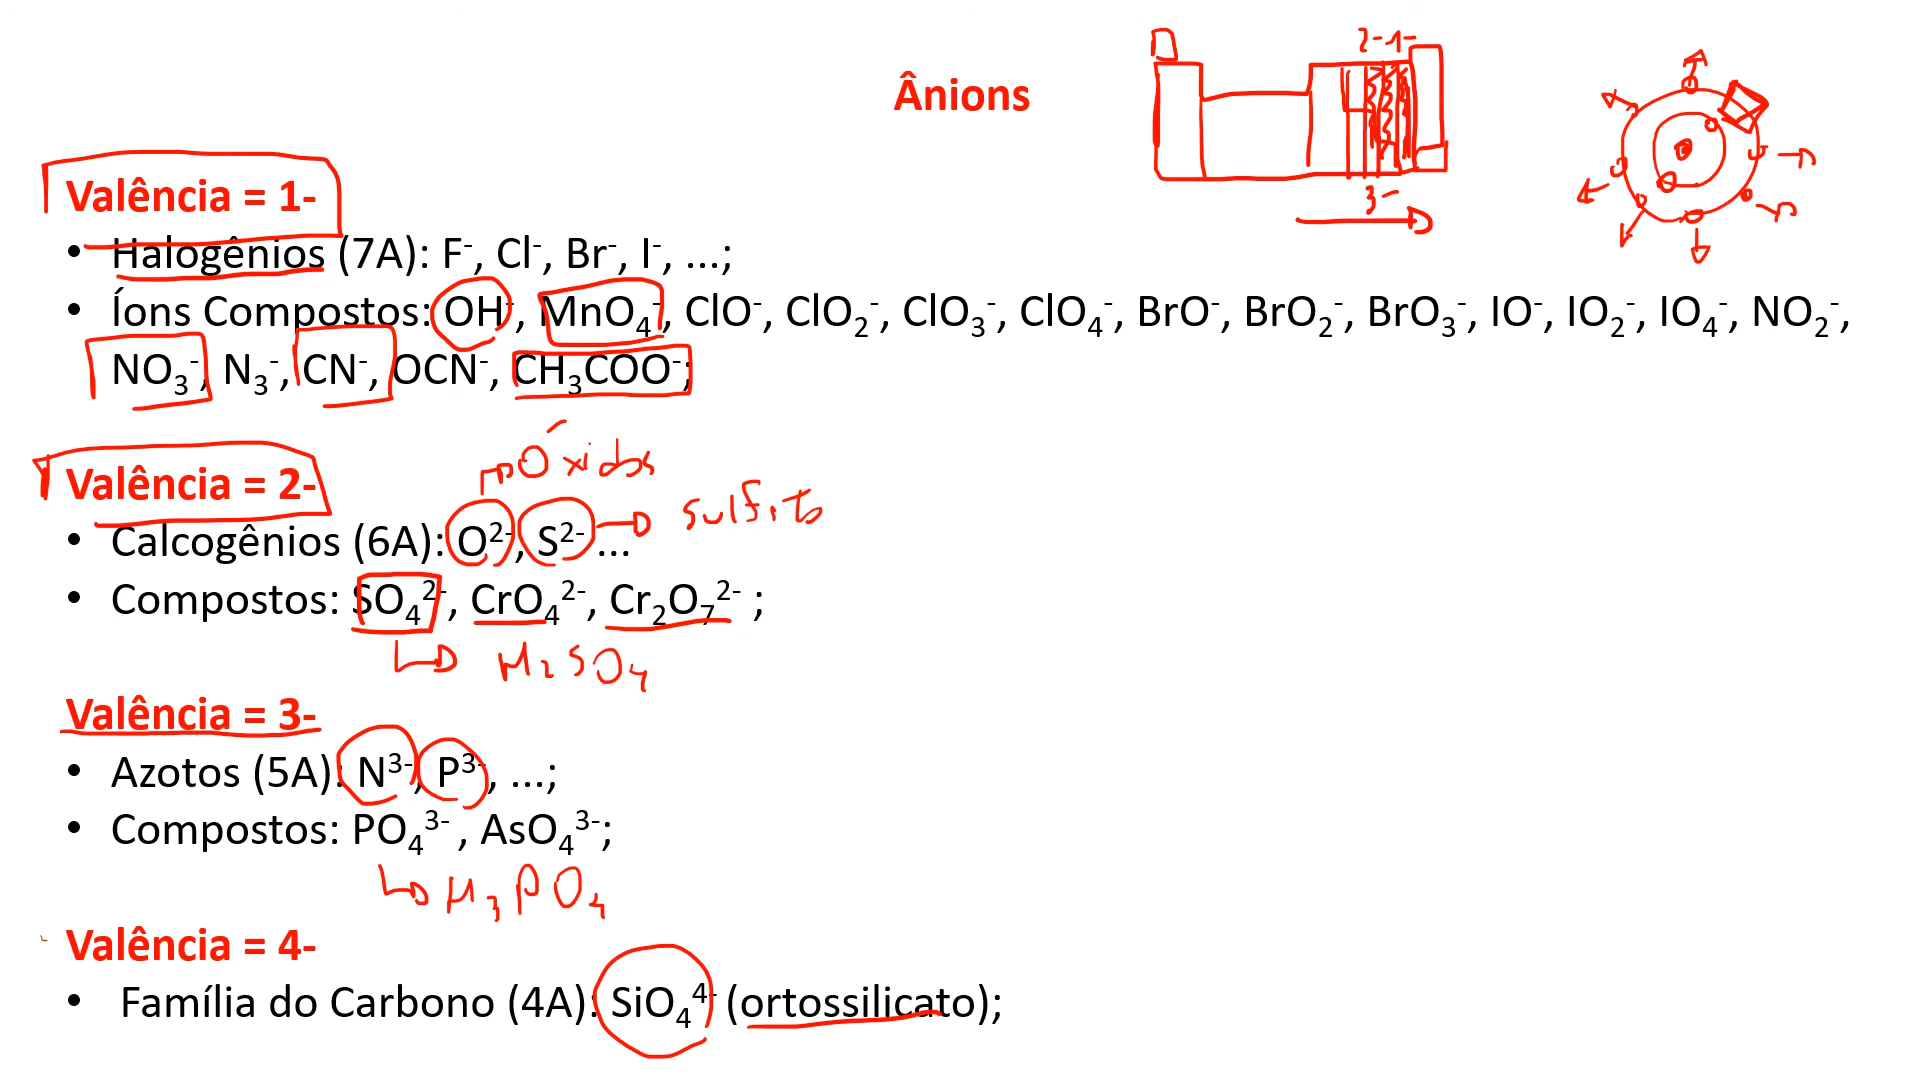 Ânions
2- 1-
3-
Valência = 1-
• Halogênios (7A): F⁻, Cl⁻, Br⁻, I⁻, ...;
• Íons Compostos: OH⁻, MnO₄⁻, ClO⁻, ClO₂⁻, ClO₃⁻, ClO₄⁻, BrO⁻, BrO₂⁻, BrO₃⁻, IO⁻, IO₂⁻, IO₄⁻, NO₂⁻,
NO₃⁻, N₃⁻, CN⁻, OCN⁻, CH₃COO⁻;
Óxidos
Valência = 2-
sulfito
• Calcogênios (6A): O²⁻, S²⁻ ...
• Compostos: SO₄²⁻, CrO₄²⁻, Cr₂O₇²⁻ ;
H₂SO₄
Valência = 3-
• Azotos (5A): N³⁻, P³⁻, ...;
• Compostos: PO₄³⁻ , AsO₄³⁻;
H₃PO₄
Valência = 4-
• Família do Carbono (4A): SiO₄⁴⁻ (ortossilicato);